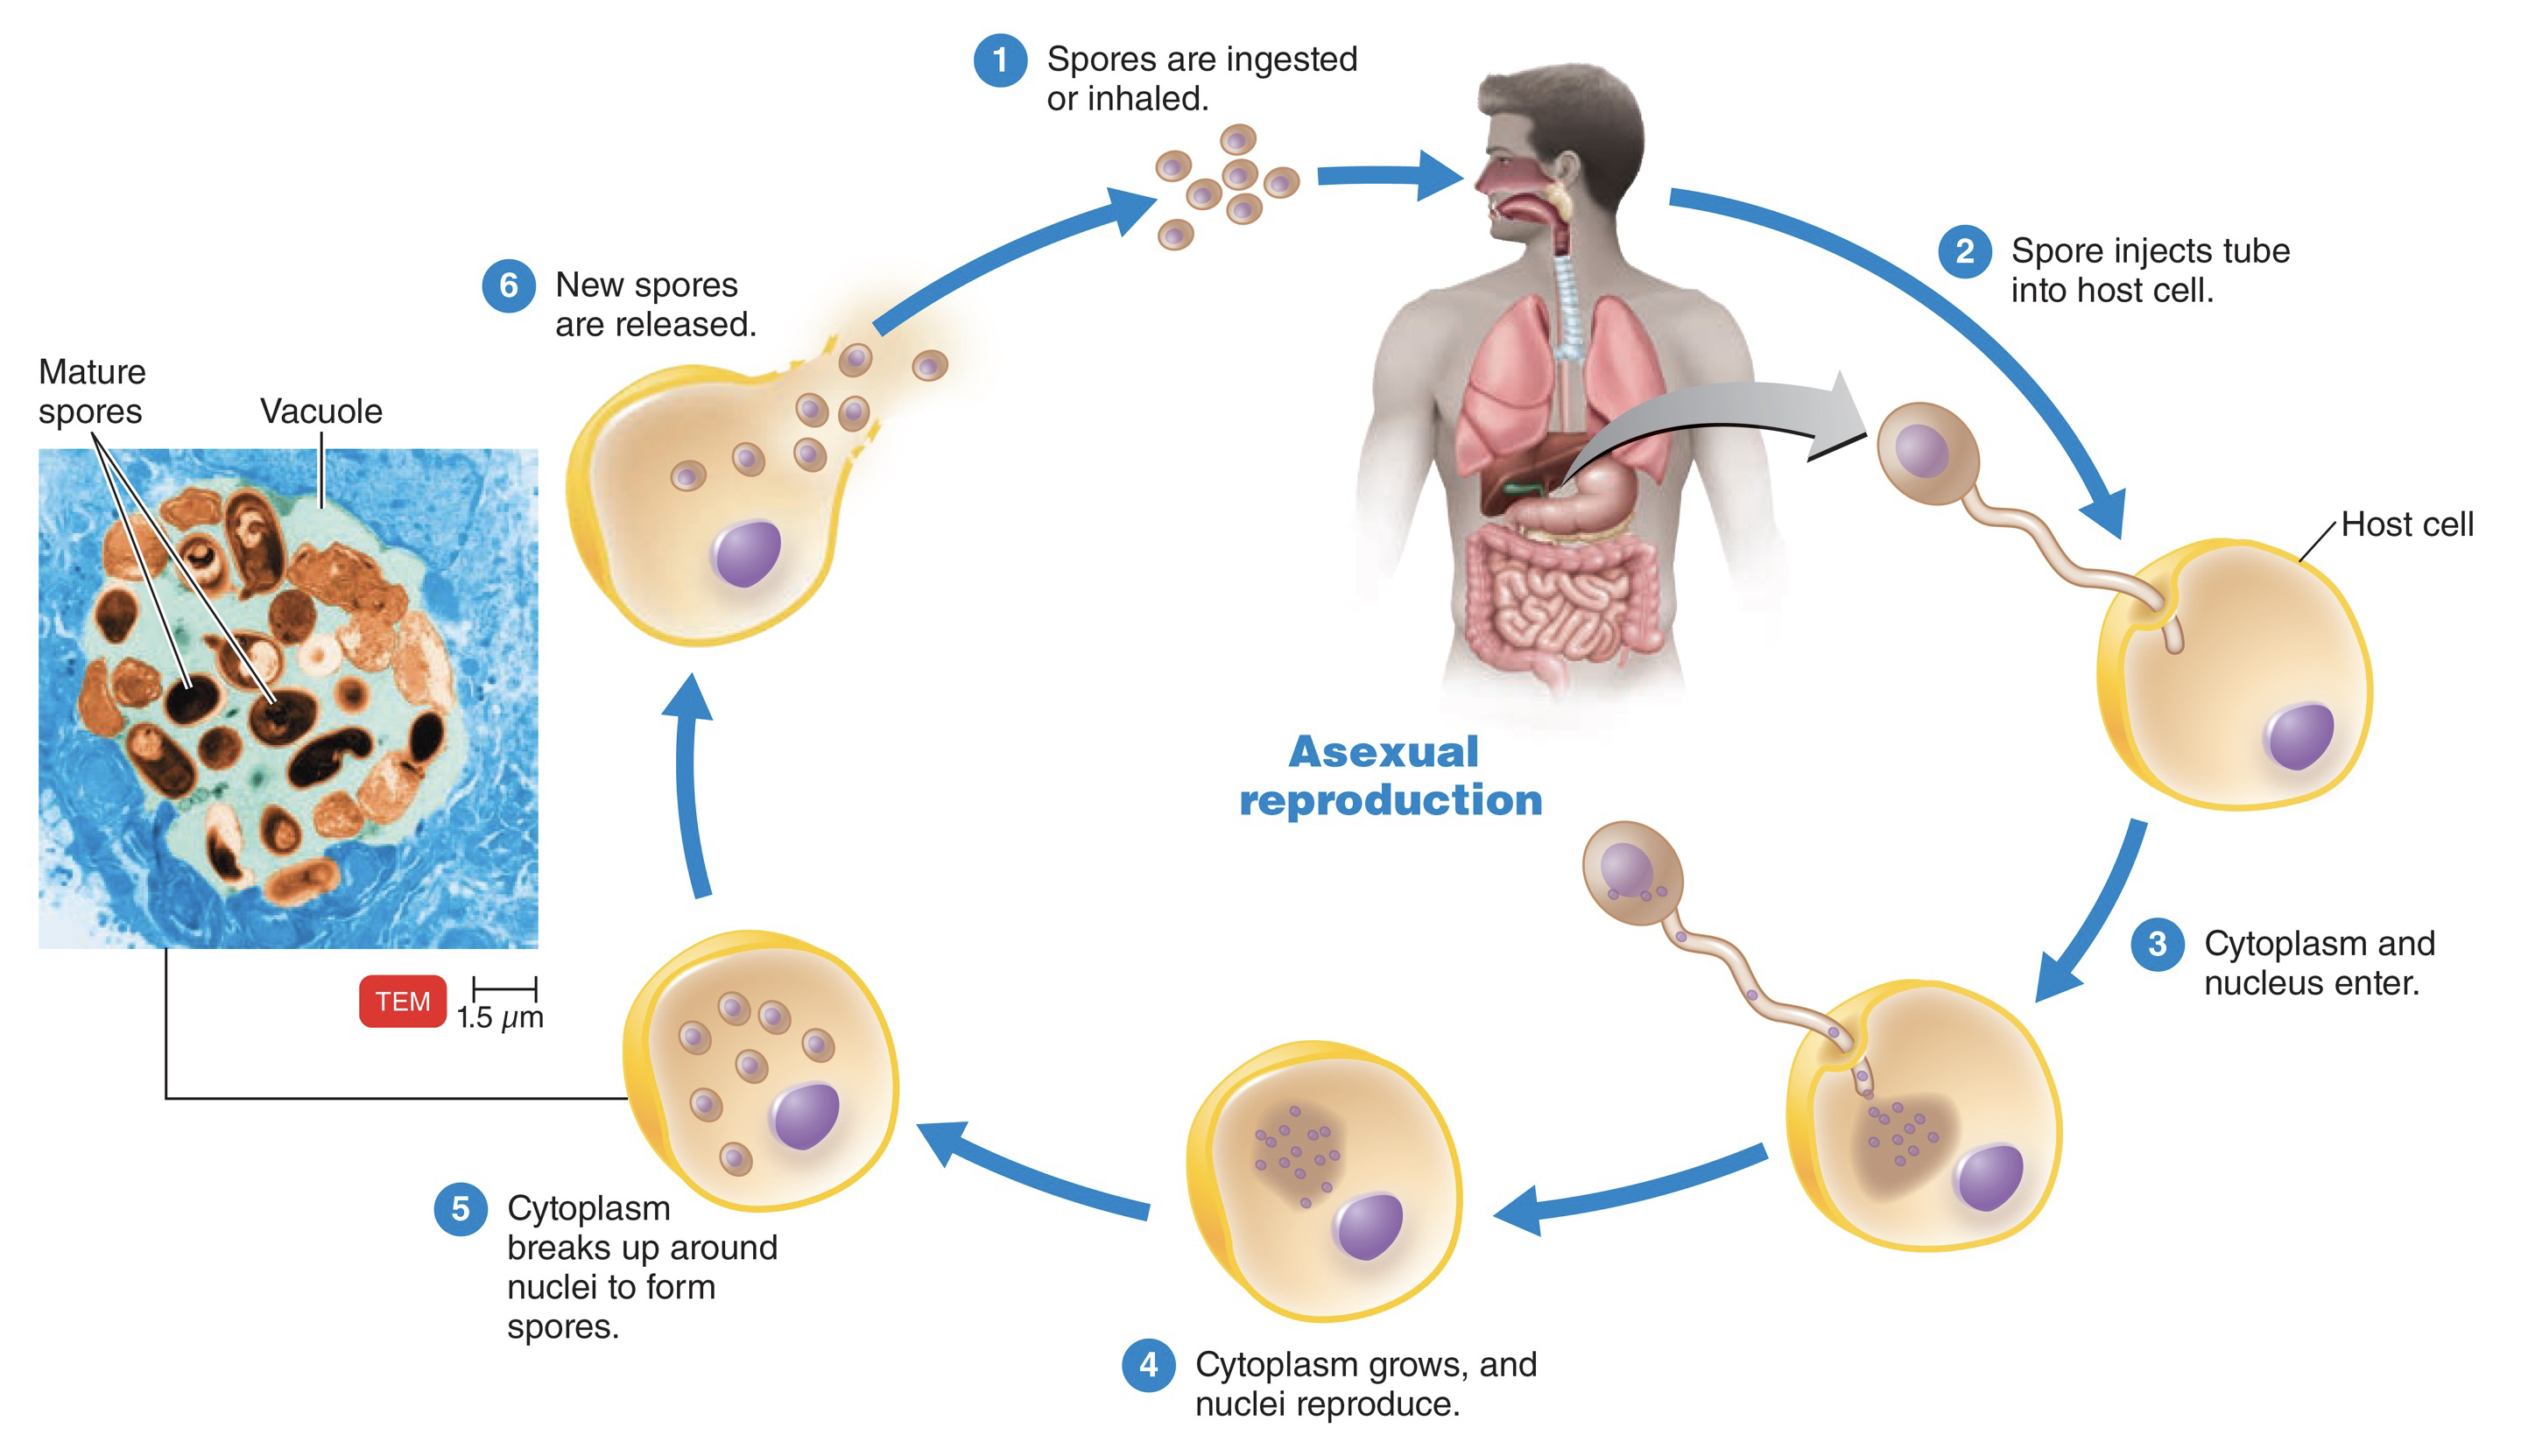 1 Spores are ingested
or inhaled.
2 Spore injects tube
into host cell.
Host cell
3 Cytoplasm and
nucleus enter.
4 Cytoplasm grows, and
nuclei reproduce.
5 Cytoplasm
breaks up around
nuclei to form
spores.
6 New spores
are released.
Mature
spores
Vacuole
TEM
1.5 µm
Asexual
reproduction